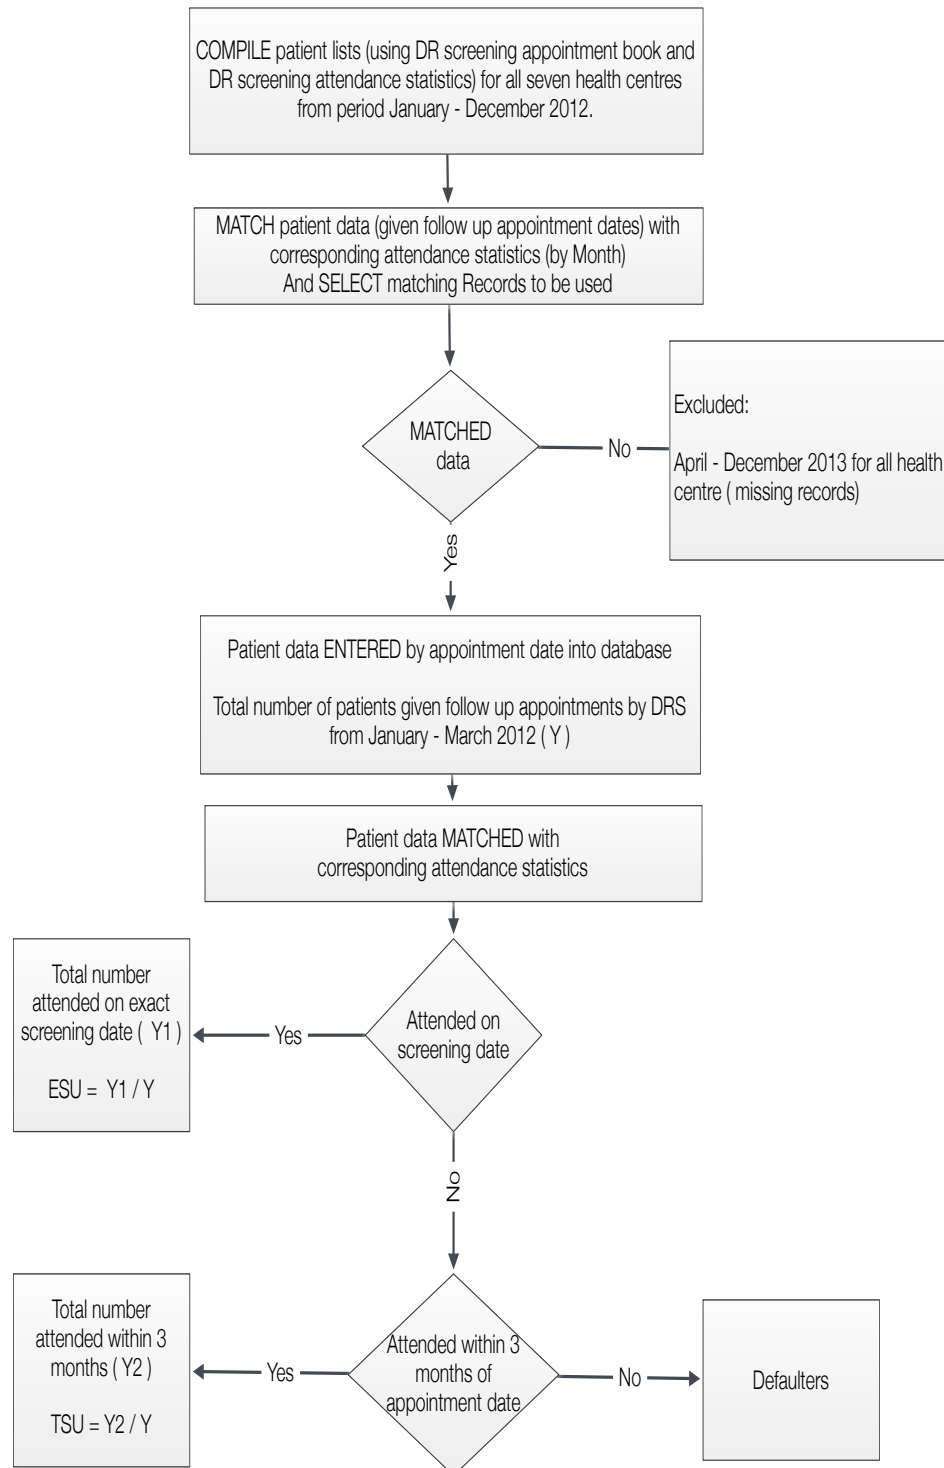 COMPILE patient lists (using DR screening appointment book and
DR screening attendance statistics) for all seven health centres
from period January - December 2012.
MATCH patient data (given follow up appointment dates) with
corresponding attendance statistics (by Month)
And SELECT matching Records to be used
MATCHED
data
No
Excluded:
April - December 2013 for all health
centre ( missing records)
Yes
Patient data ENTERED by appointment date into database
Total number of patients given follow up appointments by DRS
from January - March 2012 ( Y )
Patient data MATCHED with
corresponding attendance statistics
Attended on
screening date
Yes
Total number
attended on exact
screening date (  Y1 )
ESU =  Y1 / Y
No
Attended within 3
months of
appointment date
Yes
Total number
attended within 3
months ( Y2 )
TSU = Y2 / Y
No
Defaulters